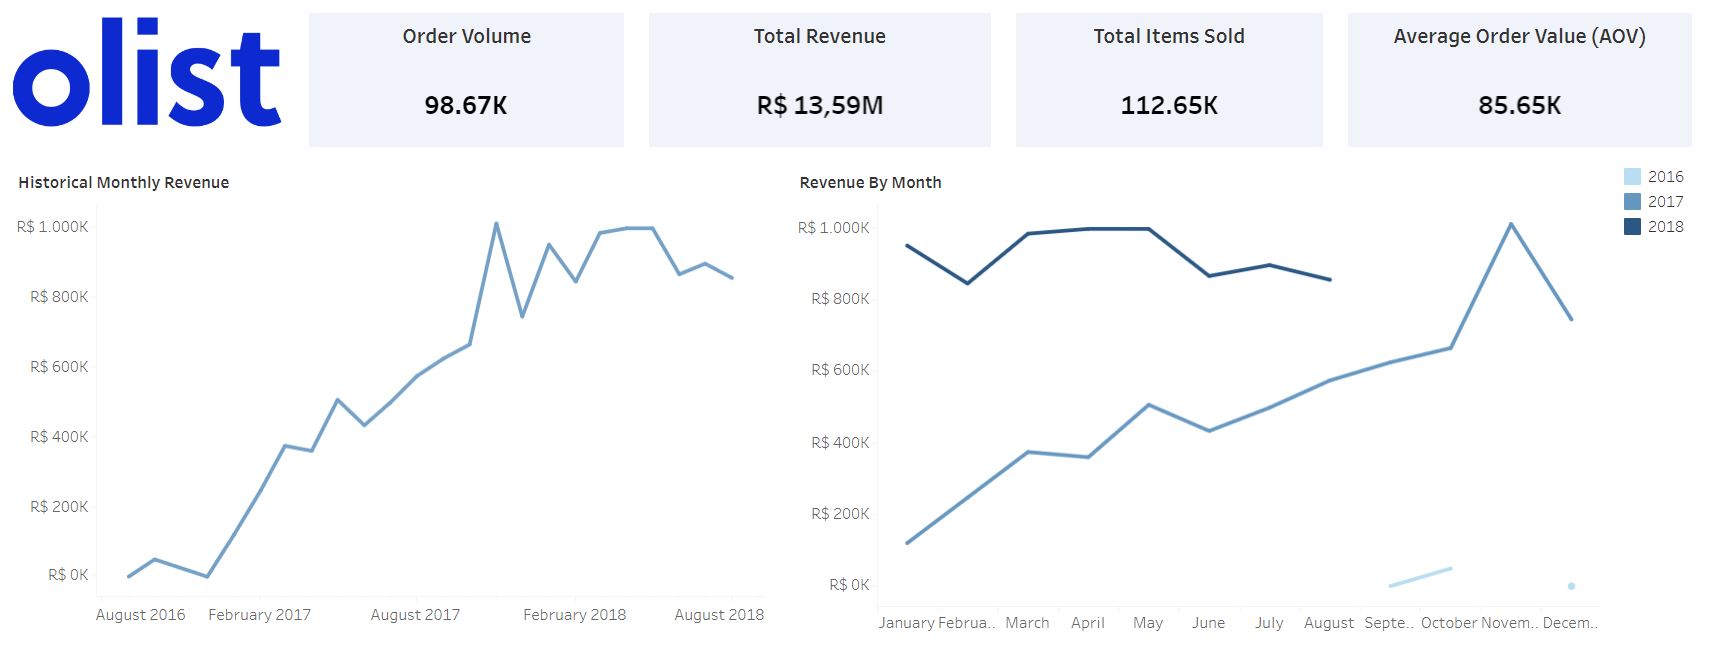 olist
Order Volume
98.67K
Total Revenue
R$ 13,59M
Total Items Sold
112.65K
Average Order Value (AOV)
85.65K
Historical Monthly Revenue
R$ 1.000K
R$ 800K
R$ 600K
R$ 400K
R$ 200K
R$ 0K
August 2016 February 2017 August 2017 February 2018 August 2018
Revenue By Month
R$ 1.000K
R$ 800K
R$ 600K
R$ 400K
R$ 200K
R$ 0K
January Februa.. March April May June July August Septe.. October Novem.. Decem..
2016
2017
2018